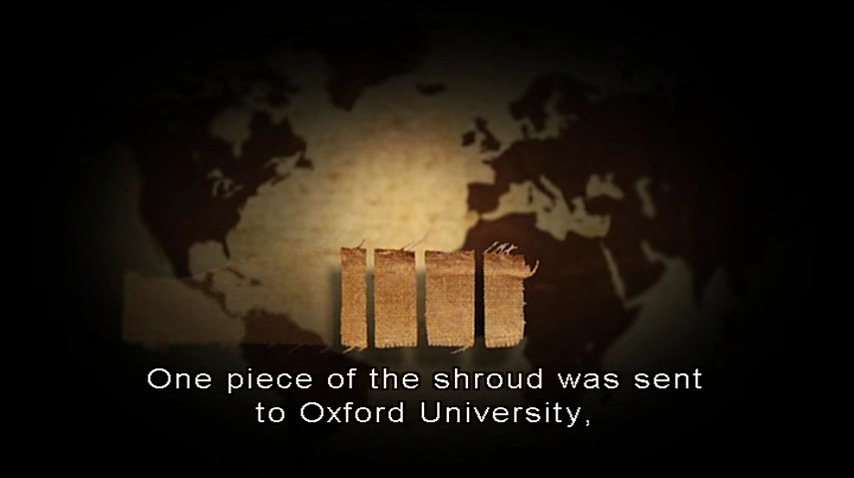 One piece of the shroud was sent
to Oxford University,